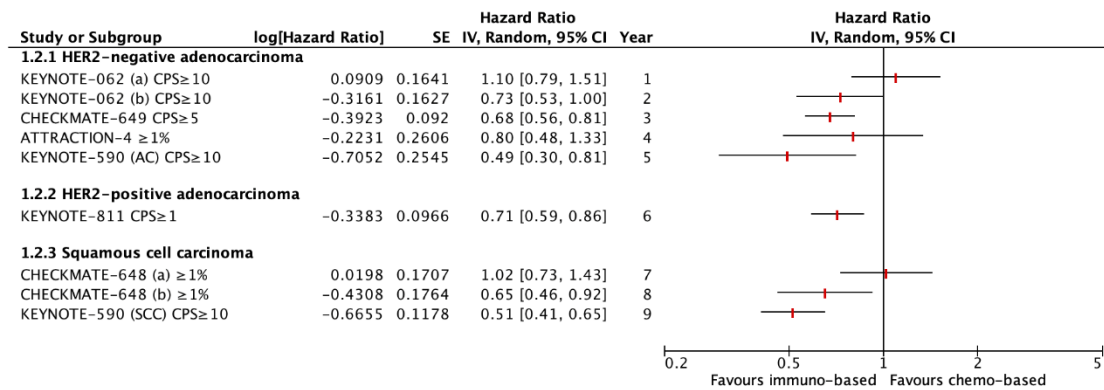 Hazard Ratio Hazard Ratio
Study or Subgroup log[Hazard Ratio] SE IV, Random, 95% CI Year IV, Random, 95% CI
1.2.1 HER2-negative adenocarcinoma
KEYNOTE-062 (a) CPS≥10 0.0909 0.1641 1.10 [0.79, 1.51] 1
KEYNOTE-062 (b) CPS≥10 -0.3161 0.1627 0.73 [0.53, 1.00] 2
CHECKMATE-649 CPS≥5 -0.3923 0.092 0.68 [0.56, 0.81] 3
ATTRACTION-4 ≥1% -0.2231 0.2606 0.80 [0.48, 1.33] 4
KEYNOTE-590 (AC) CPS≥10 -0.7052 0.2545 0.49 [0.30, 0.81] 5
1.2.2 HER2-positive adenocarcinoma
KEYNOTE-811 CPS≥1 -0.3383 0.0966 0.71 [0.59, 0.86] 6
1.2.3 Squamous cell carcinoma
CHECKMATE-648 (a) ≥1% 0.0198 0.1707 1.02 [0.73, 1.43] 7
CHECKMATE-648 (b) ≥1% -0.4308 0.1764 0.65 [0.46, 0.92] 8
KEYNOTE-590 (SCC) CPS≥10 -0.6655 0.1178 0.51 [0.41, 0.65] 9
0.2 0.5 1 2 5
Favours immuno-based Favours chemo-based